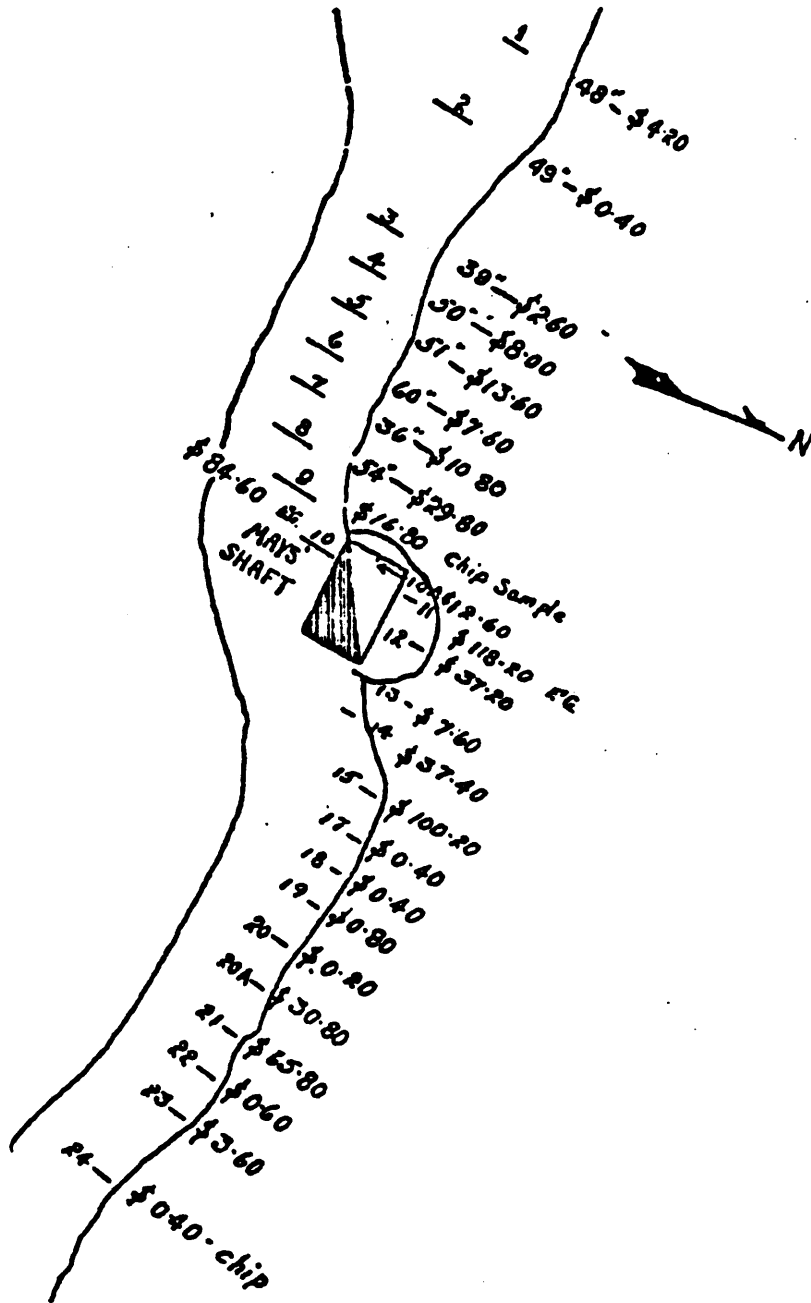 1
48" - $4.20
2
49" - $0.40
3
39" - $2.60
4
50" - $8.00
5
51" - $13.60
6
60" - $7.60
7
36" - $10.80
8
54" - $29.80
9
$84.60
10
$16.80 Chip Sample
MAYS'
SHAFT
10A $12.60
11
$118.20
12 - $37.20
13 - $7.60
14 $37.40
15 - $100.20
17 - $0.40
18 - $0.40
19 - $0.80
20 - $0.20
20A - $30.80
21 - $65.80
22 - $0.60
23 - $3.60
24 - $0.40 - chip
N